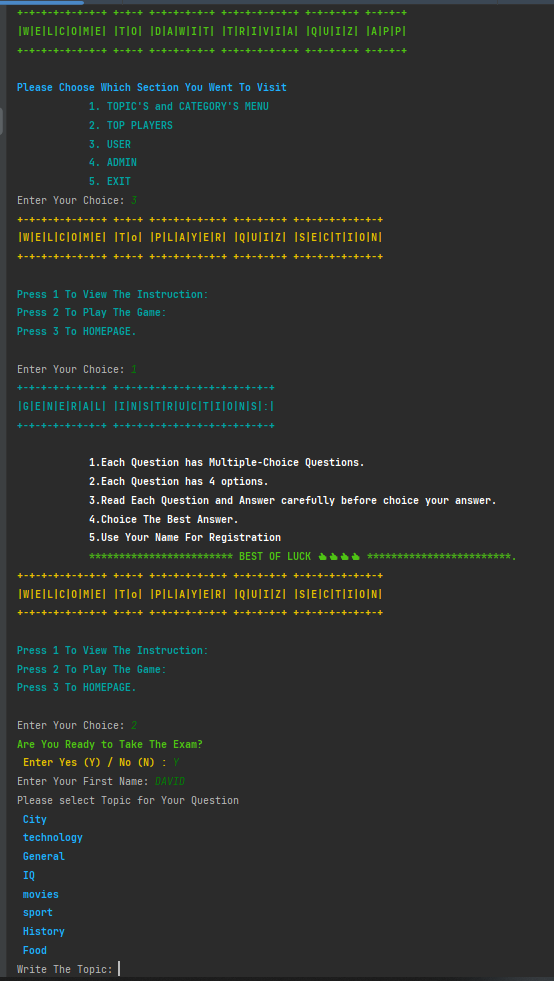 +-+-+-+-+-+-+-+ +-+-+ +-+-+-+-+-+ +-+-+-+-+-+-+ +-+-+-+-+ +-+-+-+
|W|E|L|C|O|M|E| |T|O| |D|A|W|I|T| |T|R|I|V|I|A| |Q|U|I|Z| |A|P|P|
+-+-+-+-+-+-+-+ +-+-+ +-+-+-+-+-+ +-+-+-+-+-+-+ +-+-+-+-+ +-+-+-+
Please Choose Which Section You Went To Visit
1. TOPIC'S and CATEGORY'S MENU
2. TOP PLAYERS
3. USER
4. ADMIN
5. EXIT
Enter Your Choice: 3
+-+-+-+-+-+-+-+ +-+-+ +-+-+-+-+-+-+ +-+-+-+-+ +-+-+-+-+-+-+-+
|W|E|L|C|O|M|E| |T|o| |P|L|A|Y|E|R| |Q|U|I|Z| |S|E|C|T|I|O|N|
+-+-+-+-+-+-+-+ +-+-+ +-+-+-+-+-+-+ +-+-+-+-+ +-+-+-+-+-+-+-+
Press 1 To View The Instruction:
Press 2 To Play The Game:
Press 3 To HOMEPAGE.
Enter Your Choice: 1
+-+-+-+-+-+-+-+ +-+-+-+-+-+-+-+-+-+-+-+-+-+
|G|E|N|E|R|A|L| |I|N|S|T|R|U|C|T|I|O|N|S|:|
+-+-+-+-+-+-+-+ +-+-+-+-+-+-+-+-+-+-+-+-+-+
1.Each Question has Multiple-Choice Questions.
2.Each Question has 4 options.
3.Read Each Question and Answer carefully before choice your answer.
4.Choice The Best Answer.
5.Use Your Name For Registration
************************ BEST OF LUCK 👍👍👍👍 ************************.
+-+-+-+-+-+-+-+ +-+-+ +-+-+-+-+-+-+ +-+-+-+-+ +-+-+-+-+-+-+-+
|W|E|L|C|O|M|E| |T|o| |P|L|A|Y|E|R| |Q|U|I|Z| |S|E|C|T|I|O|N|
+-+-+-+-+-+-+-+ +-+-+ +-+-+-+-+-+-+ +-+-+-+-+ +-+-+-+-+-+-+-+
Press 1 To View The Instruction:
Press 2 To Play The Game:
Press 3 To HOMEPAGE.
Enter Your Choice: 2
Are You Ready to Take The Exam?
Enter Yes (Y) / No (N) : Y
Enter Your First Name: DAVID
Please select Topic for Your Question
City
technology
General
IQ
movies
sport
History
Food
Write The Topic: